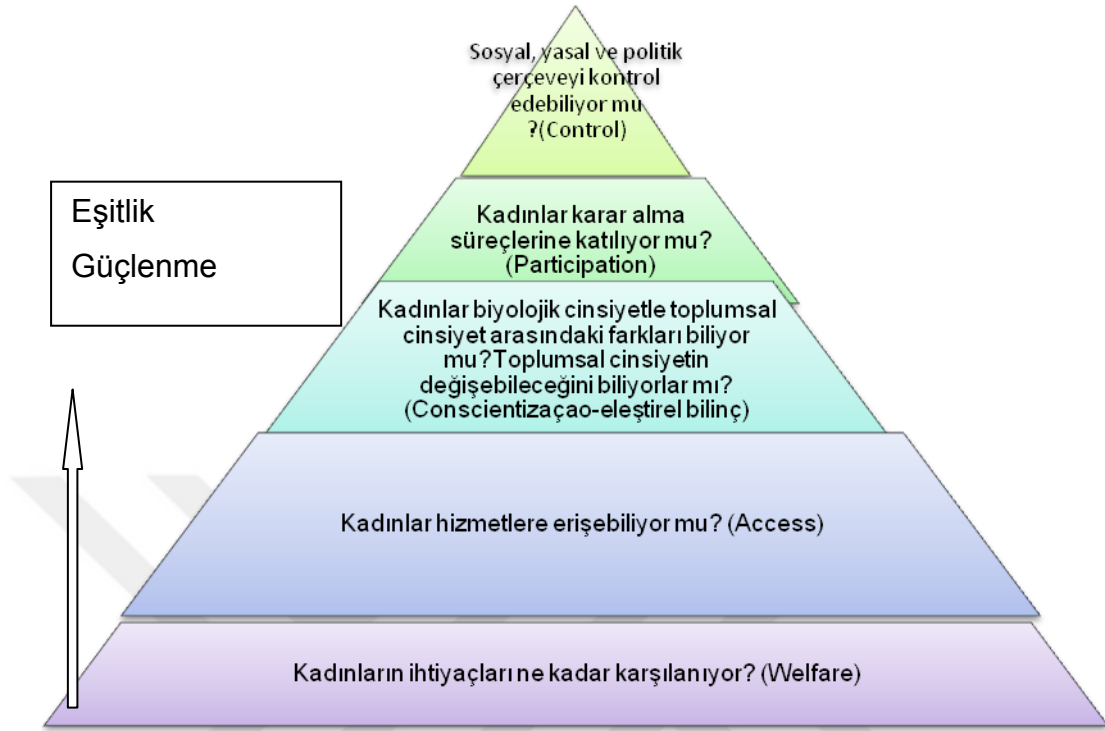 Sosyal, yasal ve politik
çerçeveyi kontrol
edebiliyor mu
?(Control)
Eşitlik
Güçlenme
Kadınlar karar alma
süreçlerine katılıyor mu?
(Participation)
Kadınlar biyolojik cinsiyetle toplumsal
cinsiyet arasındaki farkları biliyor
mu?Toplumsal cinsiyetin
değişebileceğini biliyorlar mı?
(Conscientizaçao-eleştirel bilinç)
Kadınlar hizmetlere erişebiliyor mu? (Access)
Kadınların ihtiyaçları ne kadar karşılanıyor? (Welfare)